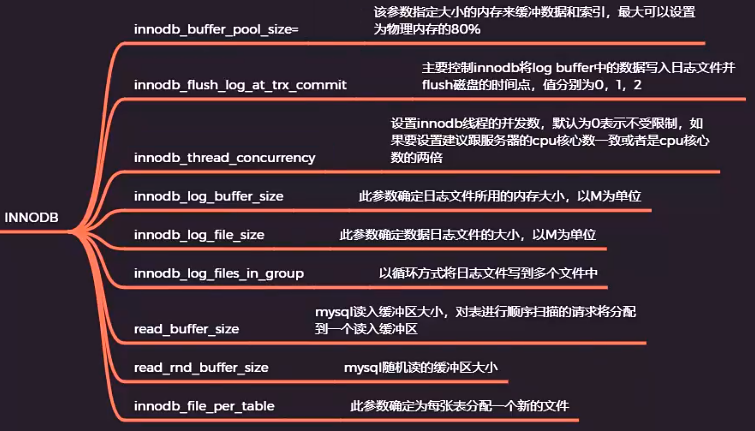 INNODB
innodb_buffer_pool_size=
该参数指定大小的内存来缓冲数据和索引，最大可以设置
为物理内存的80%
innodb_flush_log_at_trx_commit
主要控制innodb将log buffer中的数据写入日志文件并
flush磁盘的时间点，值分别为0，1，2
innodb_thread_concurrency
设置innodb线程的并发数，默认为0表示不受限制，如
果要设置建议跟服务器的cpu核心数一致或者是cpu核心
数的两倍
innodb_log_buffer_size
此参数确定日志文件所用的内存大小，以M为单位
innodb_log_file_size
此参数确定数据日志文件的大小，以M为单位
innodb_log_files_in_group
以循环方式将日志文件写到多个文件中
read_buffer_size
mysql读入缓冲区大小，对表进行顺序扫描的请求将分配
到一个读入缓冲区
read_rnd_buffer_size
mysql随机读的缓冲区大小
innodb_file_per_table
此参数确定为每张表分配一个新的文件